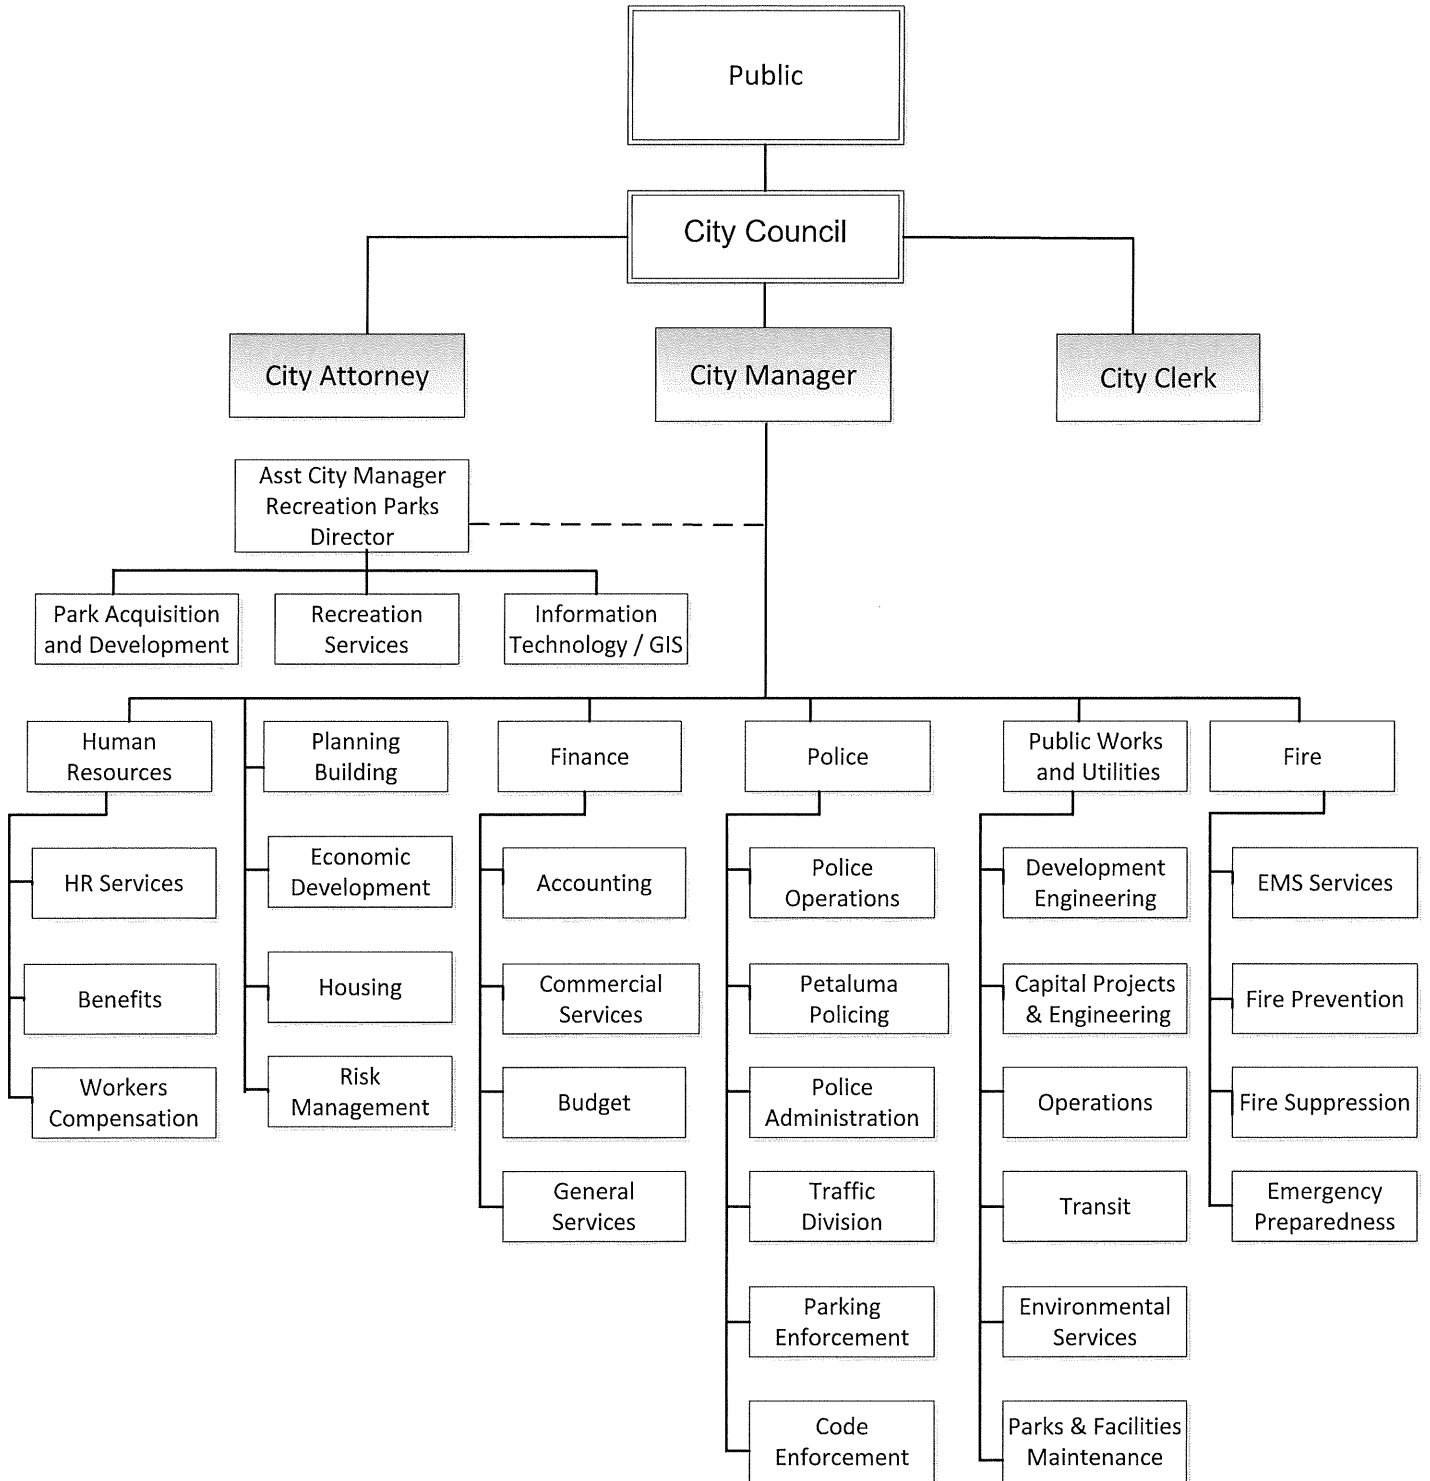 Public
City Council
City Attorney
City Manager
City Clerk
Asst City Manager
Recreation Parks
Director
Park Acquisition
and Development
Recreation
Services
Information
Technology / GIS
Human
Resources
Planning
Building
Finance
Police
Public Works
and Utilities
Fire
HR Services
Benefits
Workers
Compensation
Economic
Development
Housing
Risk
Management
Accounting
Commercial
Services
Budget
General
Services
Police
Operations
Petaluma
Policing
Police
Administration
Traffic
Division
Parking
Enforcement
Code
Enforcement
Development
Engineering
Capital Projects
& Engineering
Operations
Transit
Environmental
Services
Parks & Facilities
Maintenance
EMS Services
Fire Prevention
Fire Suppression
Emergency
Preparedness